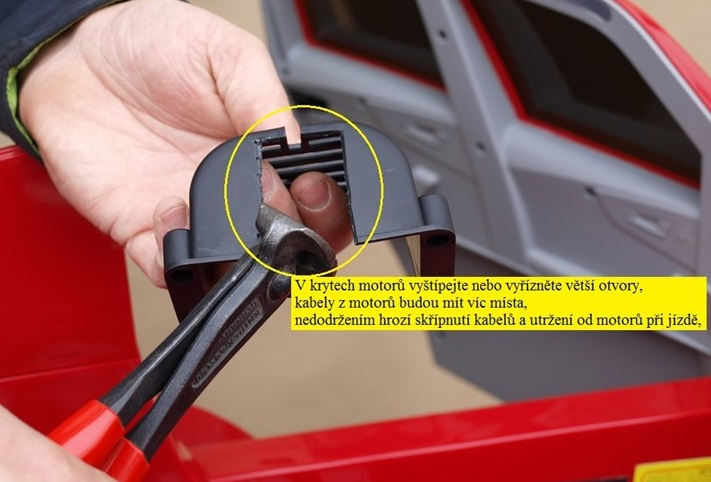 V krytech motorů vyštípejte nebo vyřízněte větší otvory,
kabely z motorů budou mít víc místa,
nedodržením hrozí skřípnutí kabelů a utržení od motorů při jízdě,